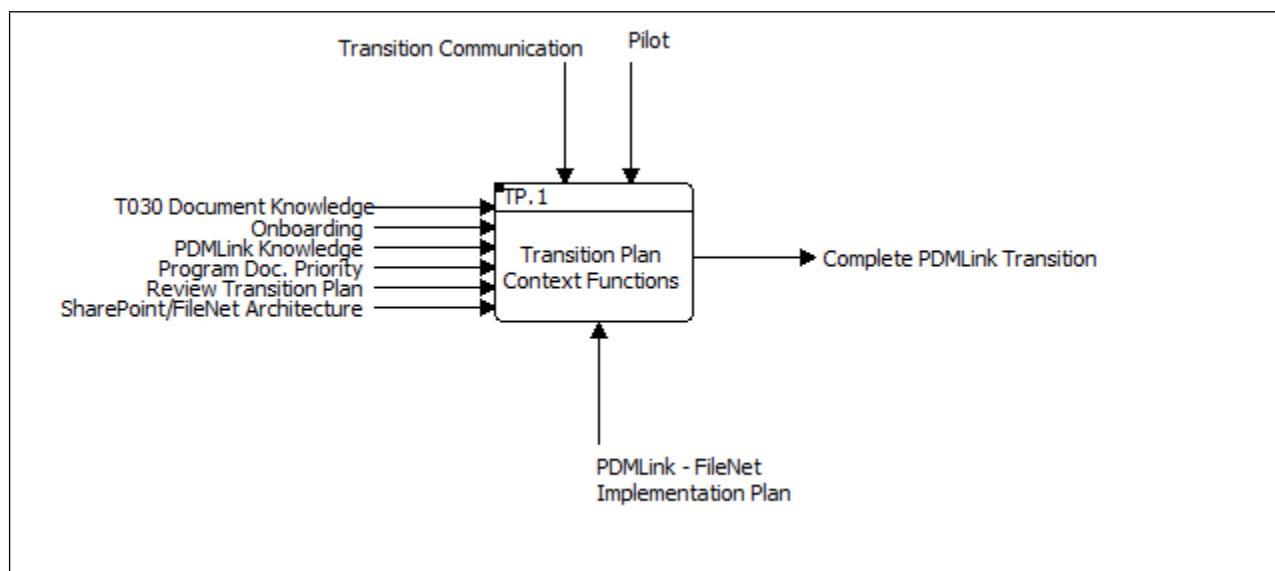 Transition Communication
Pilot
T030 Document Knowledge
Onboarding
PDMLink Knowledge
Program Doc. Priority
Review Transition Plan
SharePoint/FileNet Architecture
TP.1
Transition Plan
Context Functions
Complete PDMLink Transition
PDMLink - FileNet
Implementation Plan